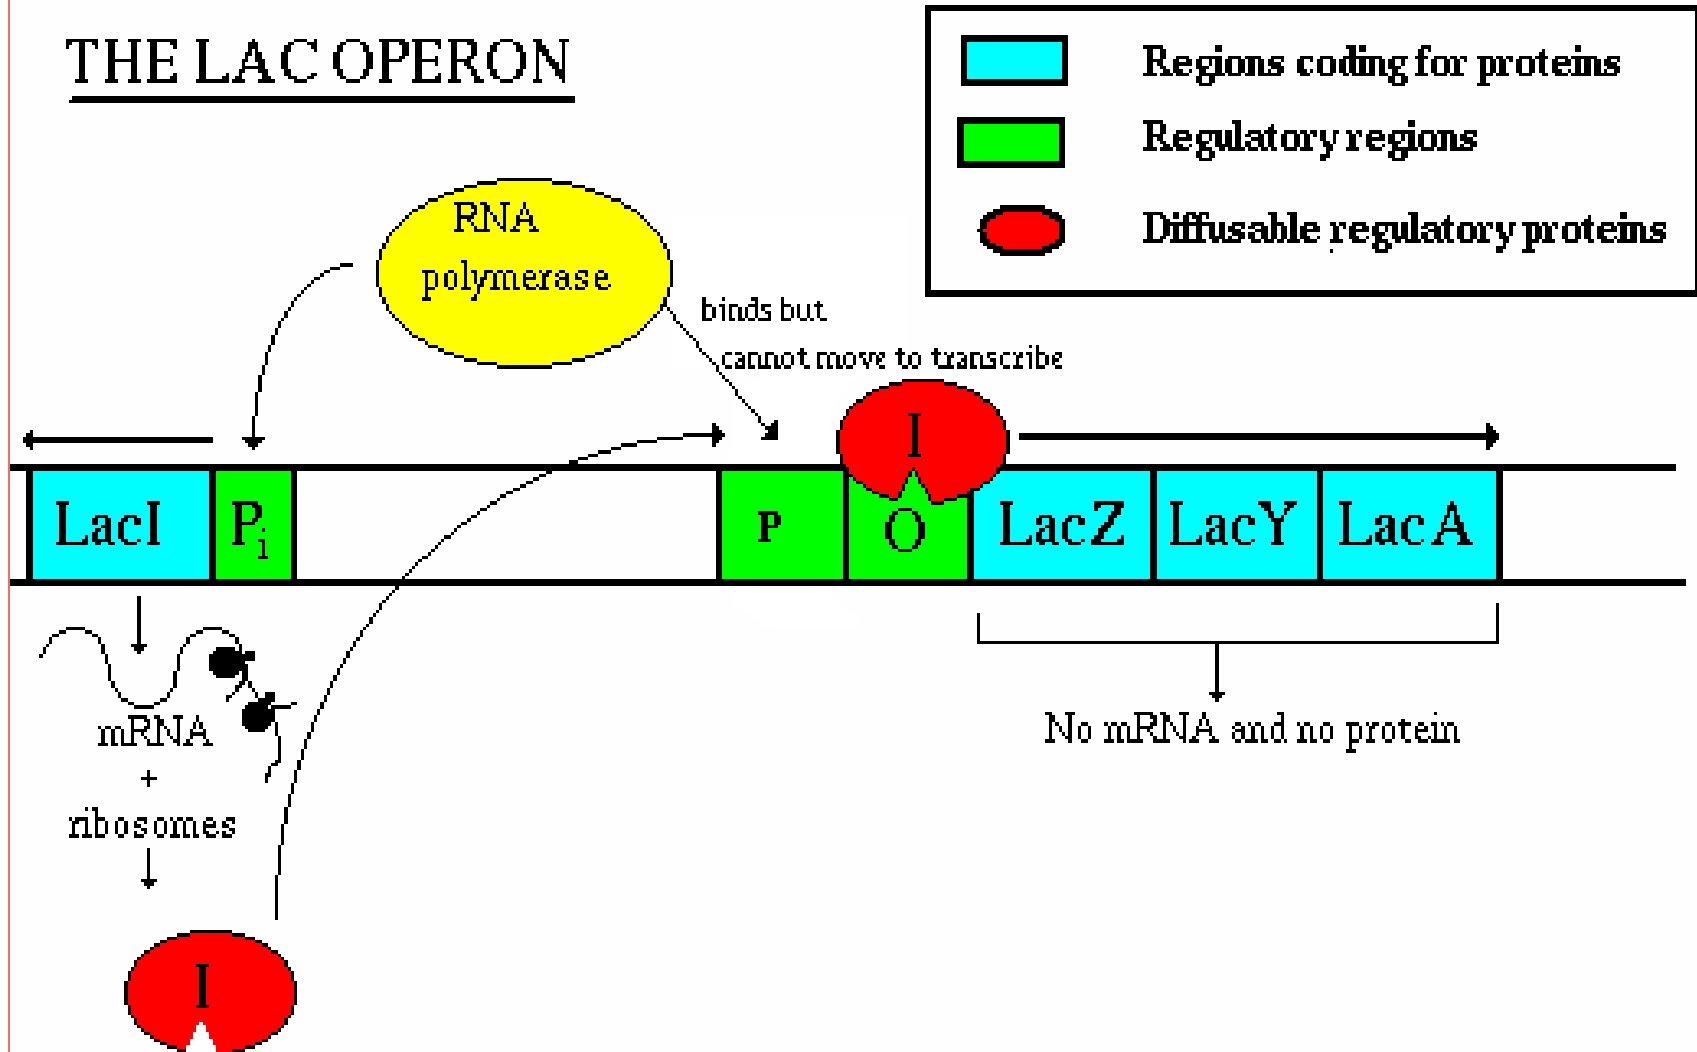 THE LAC OPERON
Regions coding for proteins
Regulatory regions
Diffusable regulatory proteins
RNA
polymerase
binds but
cannot move to transcribe
I
LacI
Pi
P
O
LacZ
LacY
LacA
mRNA
+
ribosomes
No mRNA and no protein
I